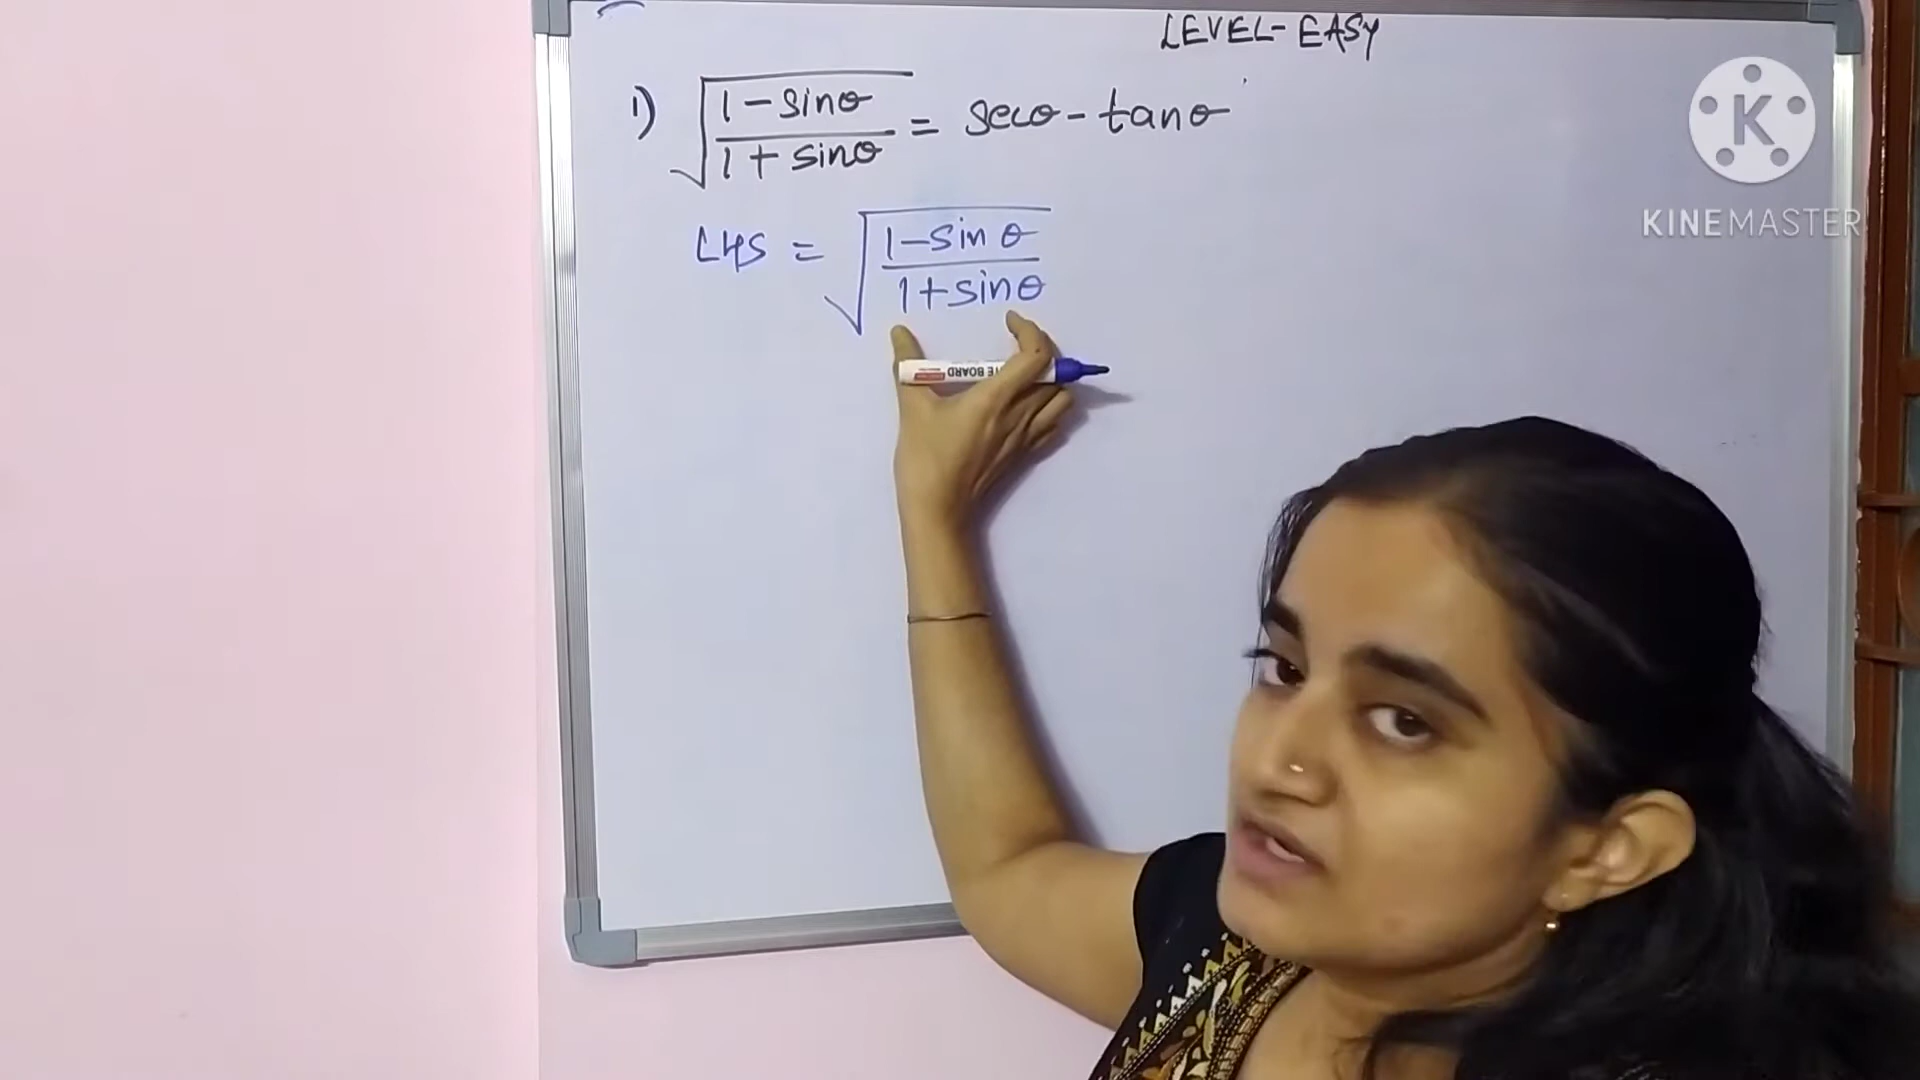 LEVEL-EASY
1) √(1-sinθ / 1+sinθ) = secθ - tanθ
LHS = √(1-sin θ / 1+sinθ)
K
KINEMASTER